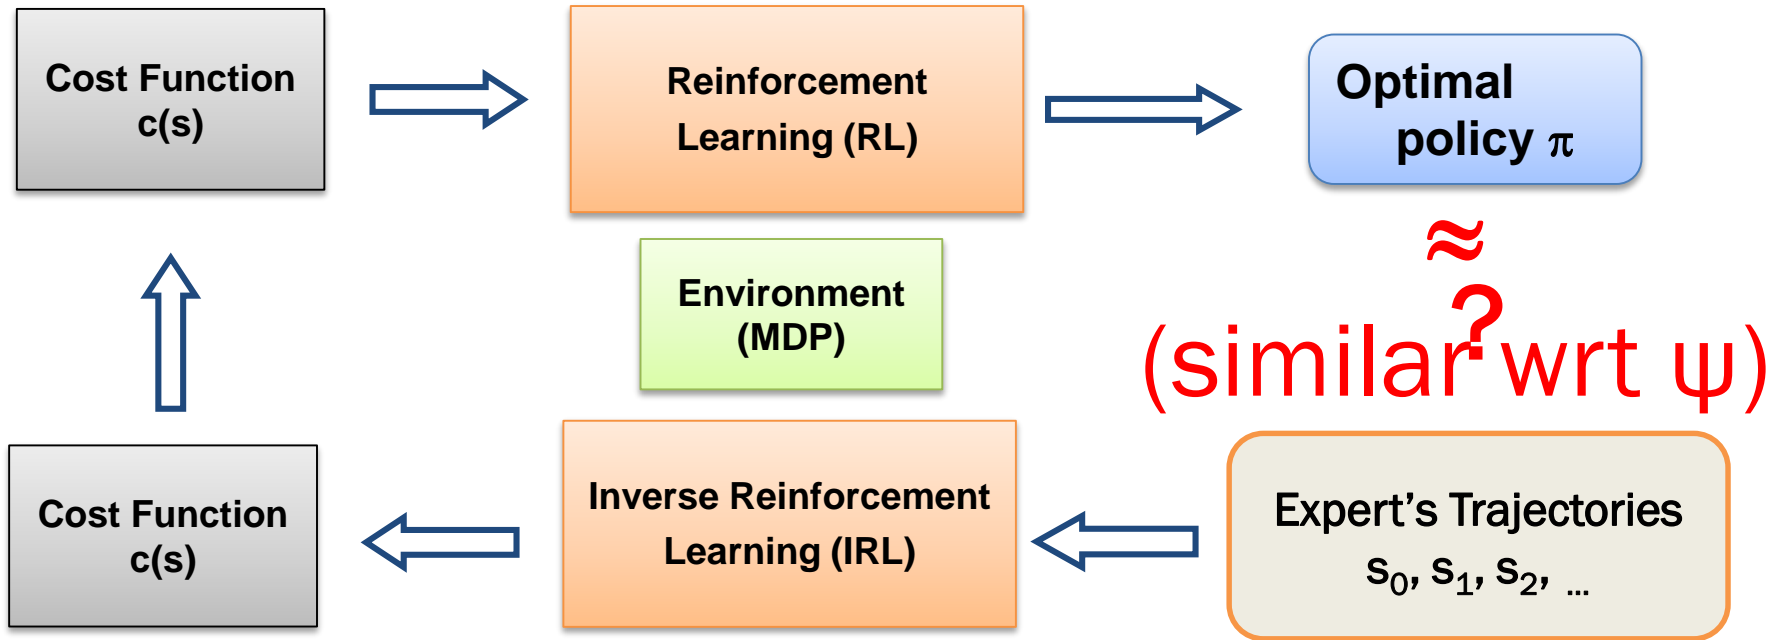 Cost Function
c(s)
Reinforcement
Learning (RL)
Optimal
policy π
≈
?
(similar wrt ψ)
Environment
(MDP)
Cost Function
c(s)
Inverse Reinforcement
Learning (IRL)
Expert's Trajectories
s₀, s₁, s₂, ...